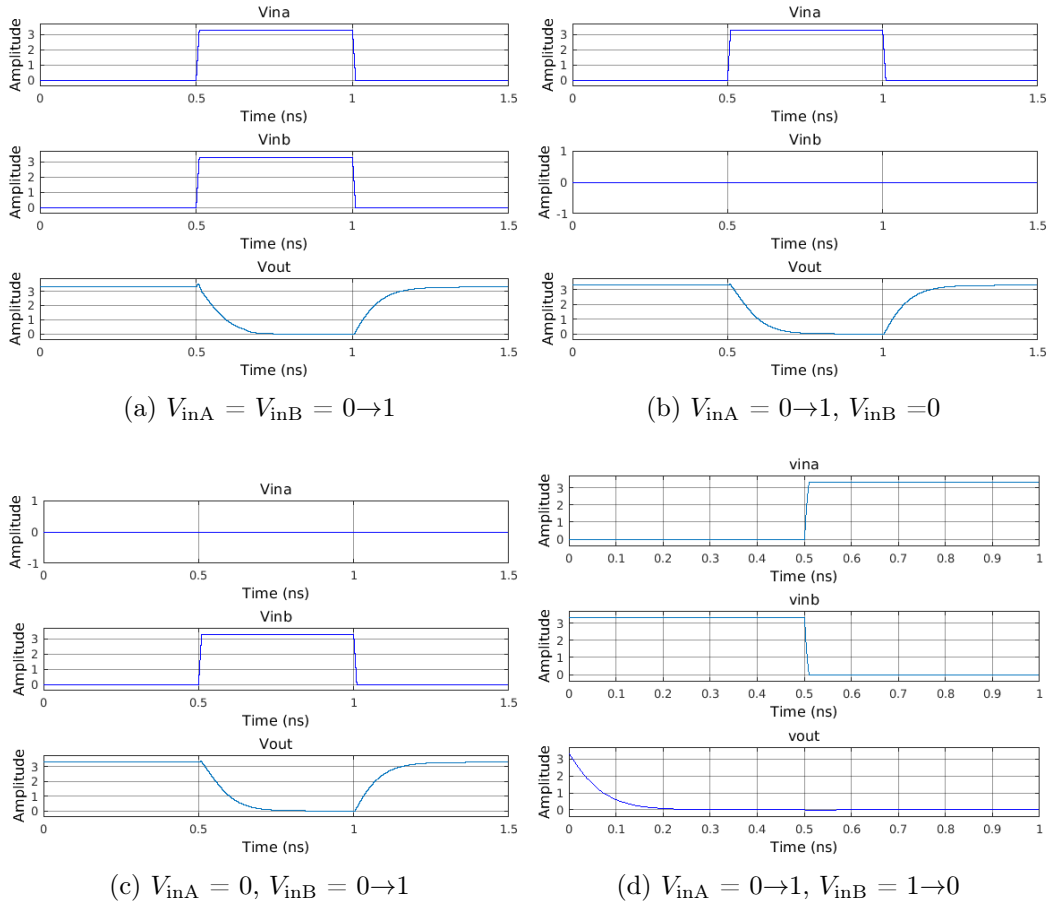 Vina
Amplitude
3
2
1
0
0 0.5 1 1.5
Time (ns)
Vinb
Amplitude
3
2
1
0
0 0.5 1 1.5
Time (ns)
Vout
Amplitude
3
2
1
0
0 0.5 1 1.5
Time (ns)
(a) VinA = VinB = 0→1
Vina
Amplitude
3
2
1
0
0 0.5 1 1.5
Time (ns)
Vinb
Amplitude
1
0
-1
0 0.5 1 1.5
Time (ns)
Vout
Amplitude
3
2
1
0
0 0.5 1 1.5
Time (ns)
(b) VinA = 0→1, VinB =0
Vina
Amplitude
1
0
-1
0 0.5 1 1.5
Time (ns)
Vinb
Amplitude
3
2
1
0
0 0.5 1 1.5
Time (ns)
Vout
Amplitude
3
2
1
0
0 0.5 1 1.5
Time (ns)
(c) VinA = 0, VinB = 0→1
vina
Amplitude
3
2
1
0
0 0.1 0.2 0.3 0.4 0.5 0.6 0.7 0.8 0.9 1
Time (ns)
vinb
Amplitude
3
2
1
0
0 0.1 0.2 0.3 0.4 0.5 0.6 0.7 0.8 0.9 1
Time (ns)
vout
Amplitude
3
2
1
0
0 0.1 0.2 0.3 0.4 0.5 0.6 0.7 0.8 0.9 1
Time (ns)
(d) VinA = 0→1, VinB = 1→0